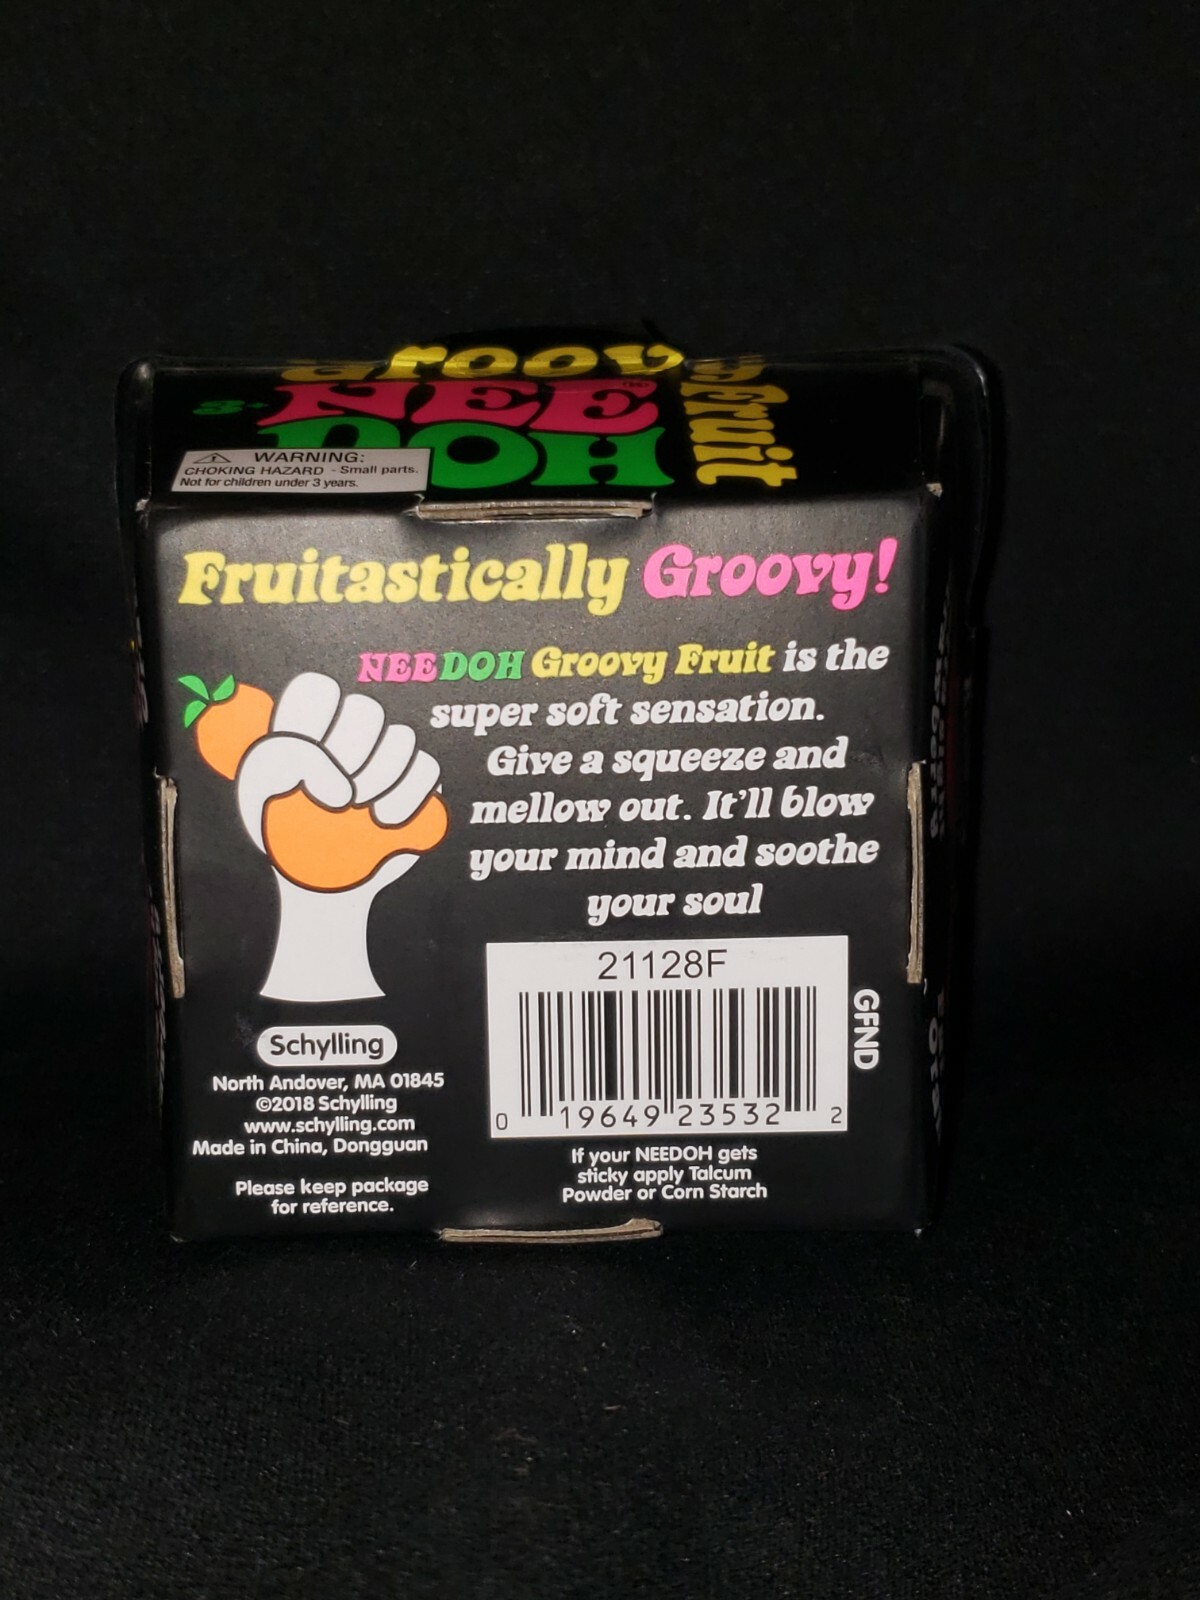 Groov
NEE®
DOH
3+
Fruit
WARNING:
CHOKING HAZARD - Small parts.
Not for children under 3 years.
Fruitastically Groovy!
NEEDOH Groovy Fruit is the
super soft sensation.
Give a squeeze and
mellow out. It'll blow
your mind and soothe
your soul
21128F
0 19649 23532 2
GFND
If your NEEDOH gets
sticky apply Talcum
Powder or Corn Starch
Schylling
North Andover, MA 01845
©2018 Schylling
www.schylling.com
Made in China, Dongguan
Please keep package
for reference.